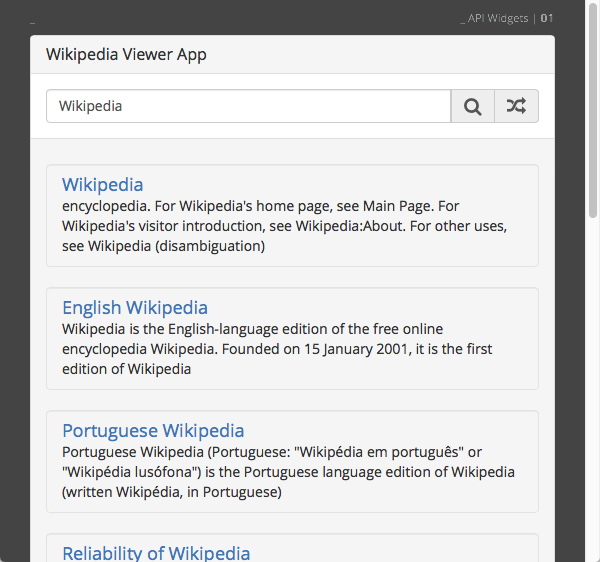 _ _ API Widgets | 01
Wikipedia Viewer App
Wikipedia
Wikipedia
encyclopedia. For Wikipedia's home page, see Main Page. For
Wikipedia's visitor introduction, see Wikipedia:About. For other uses,
see Wikipedia (disambiguation)
English Wikipedia
Wikipedia is the English-language edition of the free online
encyclopedia Wikipedia. Founded on 15 January 2001, it is the first
edition of Wikipedia
Portuguese Wikipedia
Portuguese Wikipedia (Portuguese: "Wikipédia em português" or
"Wikipédia lusófona") is the Portuguese language edition of Wikipedia
(written Wikipédia, in Portuguese)
Reliability of Wikipedia